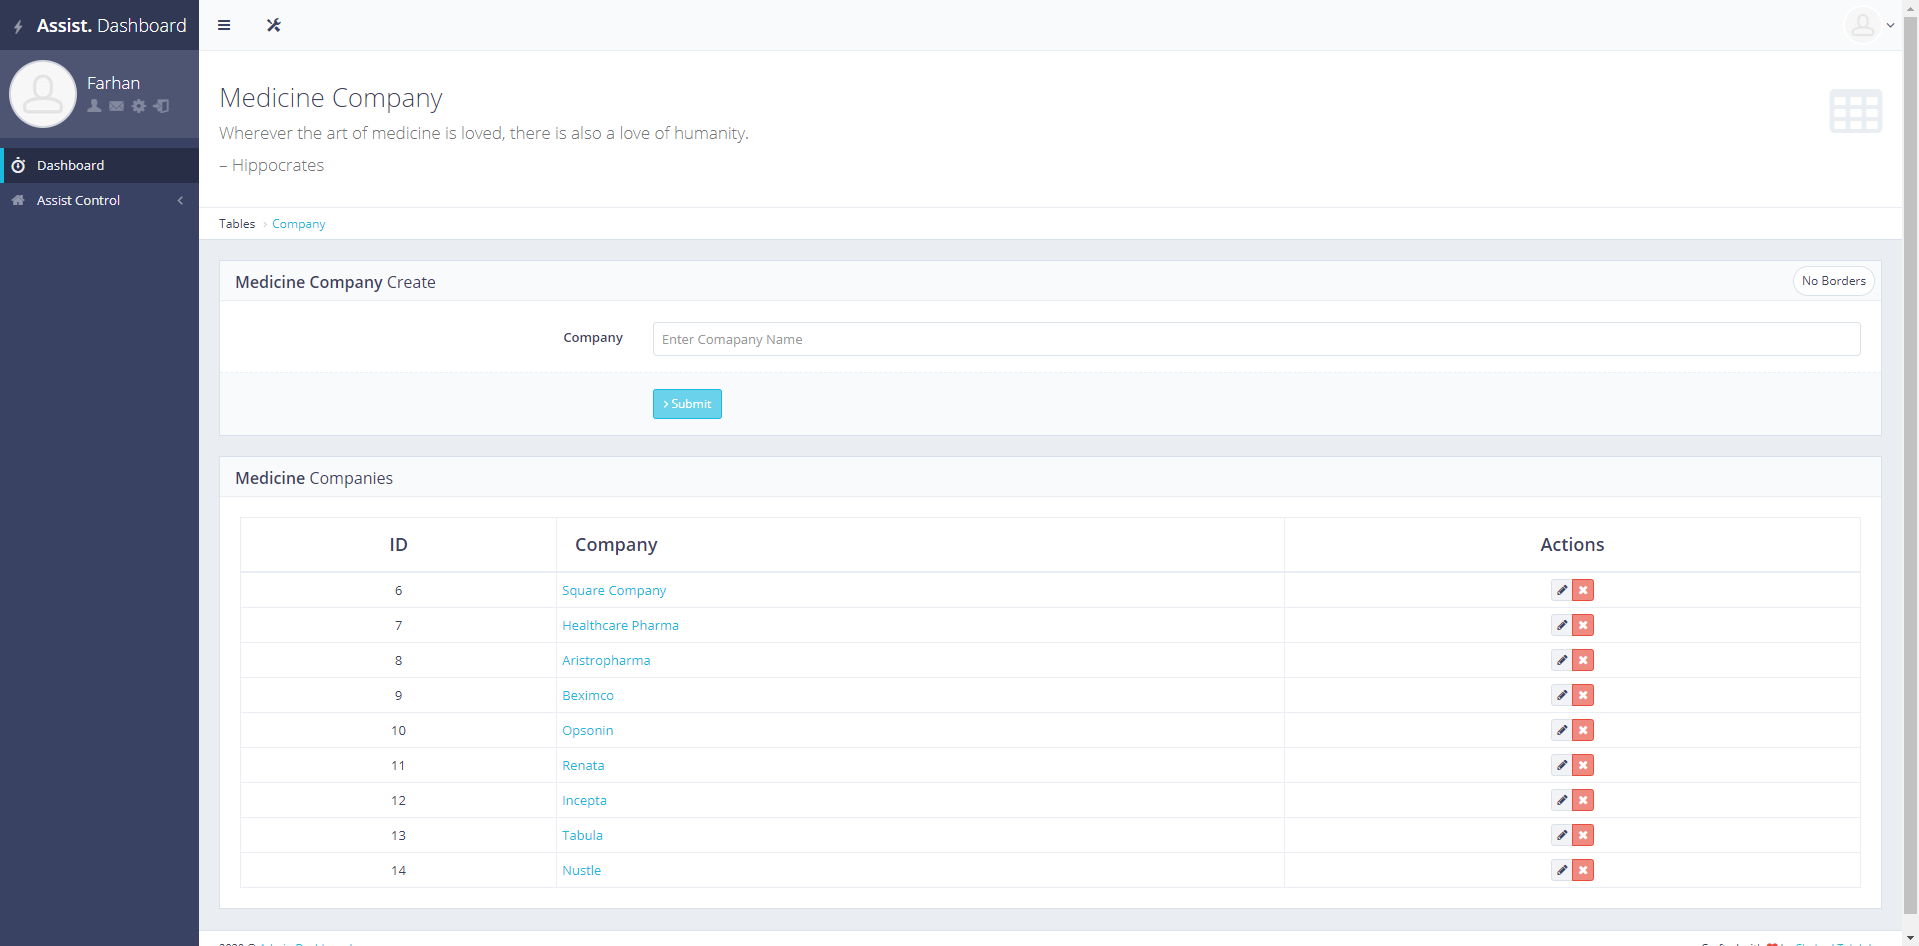 Assist. Dashboard
Farhan
Dashboard
Assist Control
Medicine Company
Wherever the art of medicine is loved, there is also a love of humanity.
– Hippocrates
Tables › Company
Medicine Company Create
No Borders
Company
Enter Comapany Name
› Submit
Medicine Companies
ID Company Actions
6 Square Company
7 Healthcare Pharma
8 Aristropharma
9 Beximco
10 Opsonin
11 Renata
12 Incepta
13 Tabula
14 Nustle